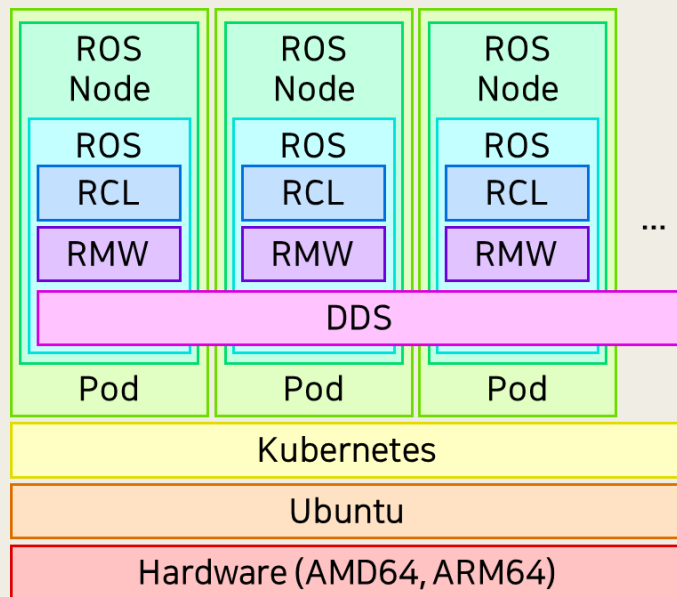 ROS
Node
ROS
RCL
RMW
ROS
Node
ROS
RCL
RMW
ROS
Node
ROS
RCL
RMW
...
DDS
Pod
Pod
Pod
Kubernetes
Ubuntu
Hardware (AMD64, ARM64)